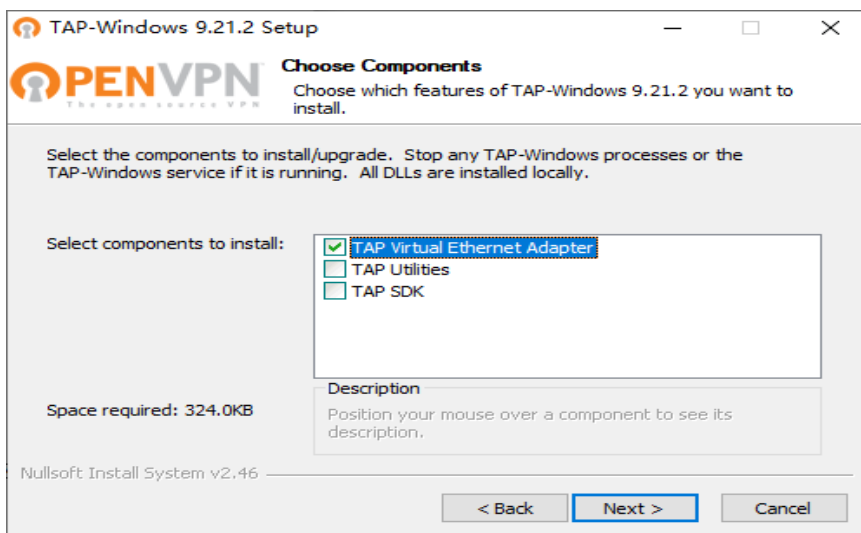 TAP-Windows 9.21.2 Setup
OPENVPN
The open source VPN
Choose Components
Choose which features of TAP-Windows 9.21.2 you want to
install.
Select the components to install/upgrade.  Stop any TAP-Windows processes or the
TAP-Windows service if it is running.  All DLLs are installed locally.
Select components to install:
TAP Virtual Ethernet Adapter
TAP Utilities
TAP SDK
Space required: 324.0KB
Description
Position your mouse over a component to see its
description.
Nullsoft Install System v2.46
< Back
Next >
Cancel